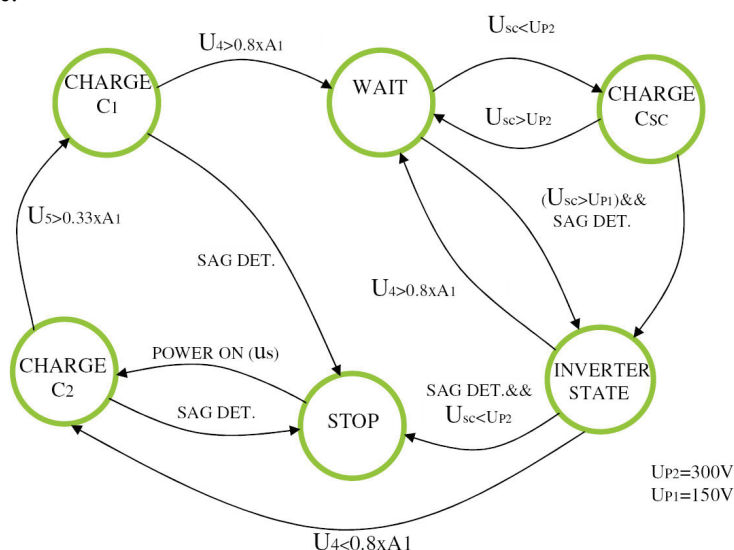 U4>0.8xA1
Usc<UP2
CHARGE
C1
WAIT
CHARGE
CSC
Usc>UP2
(Usc>UP1)&&
SAG DET.
U5>0.33xA1
SAG DET.
U4>0.8xA1
POWER ON (us)
CHARGE
C2
SAG DET.
STOP
SAG DET.&&
Usc<UP2
INVERTER
STATE
UP2=300V
UP1=150V
U4<0.8xA1